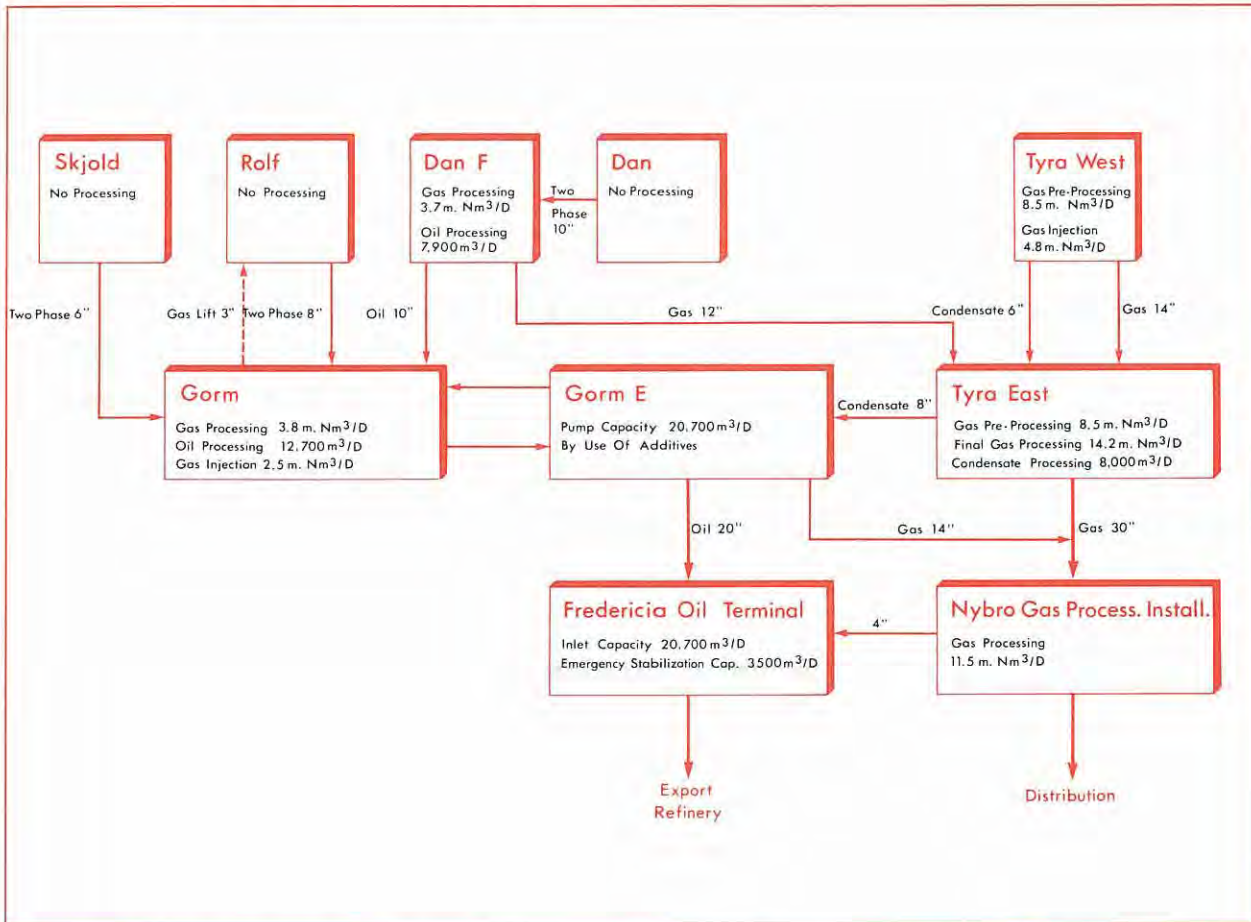 Skjold
No Processing
Rolf
No Processing
Dan F
Gas Processing
3.7 m. Nm³/D
Oil Processing
7,900 m³/D
Two
Phase
10"
Dan
No Processing
Tyra West
Gas Pre-Processing
8.5 m. Nm³/D
Gas Injection
4.8 m. Nm³/D
Two Phase 6"
Gas Lift 3"
Two Phase 8"
Oil 10"
Gas 12"
Condensate 6"
Gas 14"
Gorm
Gas Processing 3.8 m. Nm³/D
Oil Processing 12,700 m³/D
Gas Injection 2.5 m. Nm³/D
Gorm E
Pump Capacity 20,700 m³/D
By Use Of Additives
Condensate 8"
Tyra East
Gas Pre-Processing 8.5 m. Nm³/D
Final Gas Processing 14.2 m. Nm³/D
Condensate Processing 8,000 m³/D
Oil 20"
Gas 14"
Gas 30"
Fredericia Oil Terminal
Inlet Capacity 20.700 m³/D
Emergency Stabilization Cap. 3500 m³/D
4"
Nybro Gas Process. Install.
Gas Processing
11.5 m. Nm³/D
Export
Refinery
Distribution